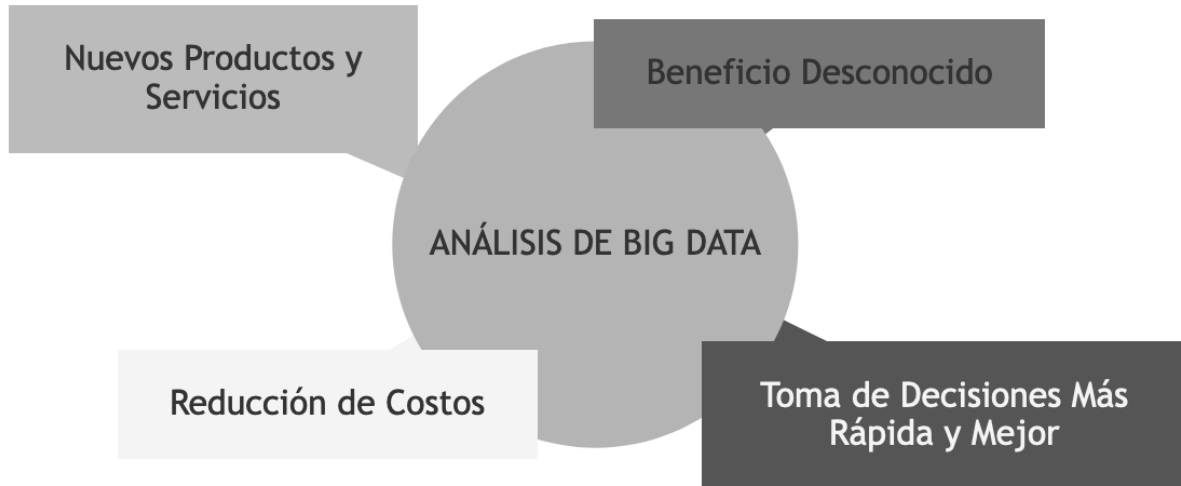 Nuevos Productos y
Servicios
Beneficio Desconocido
ANÁLISIS DE BIG DATA
Reducción de Costos
Toma de Decisiones Más
Rápida y Mejor